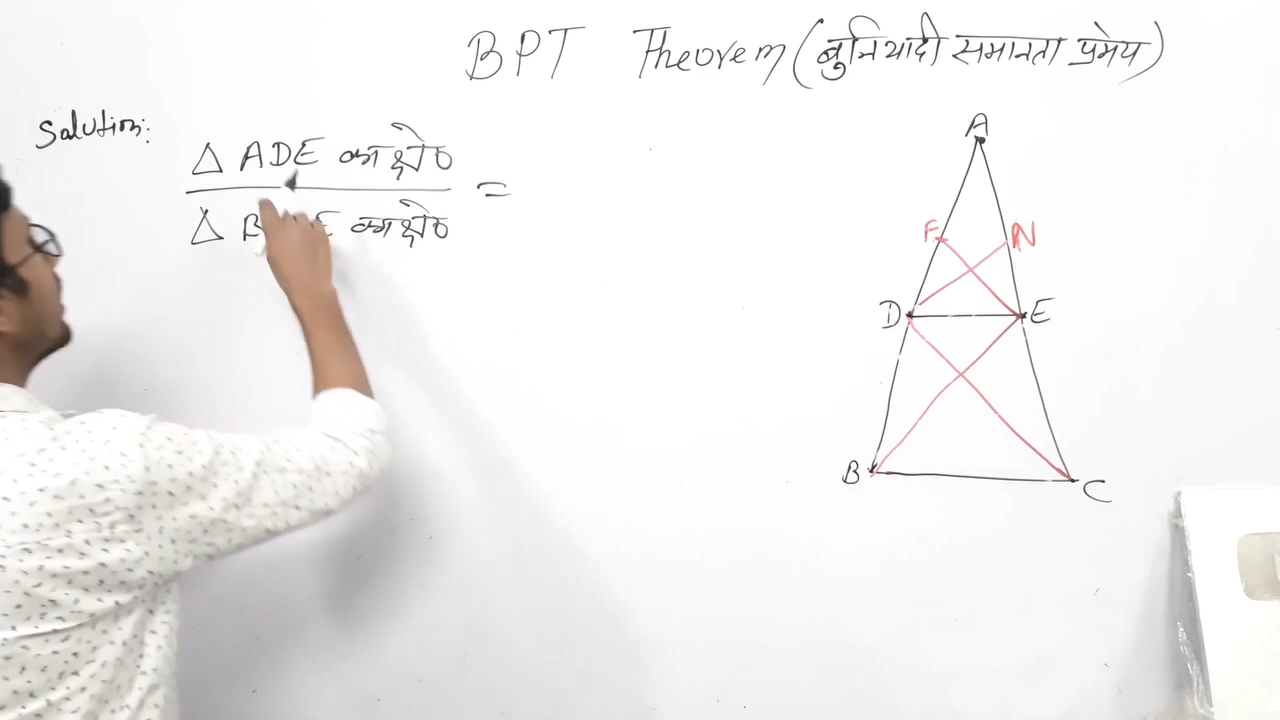 BPT Theorem (बुनियादी समानता प्रमेय)
Solution:
△ ADE का क्षे०
=
△ B E का क्षे०
A
F N
D E
B C